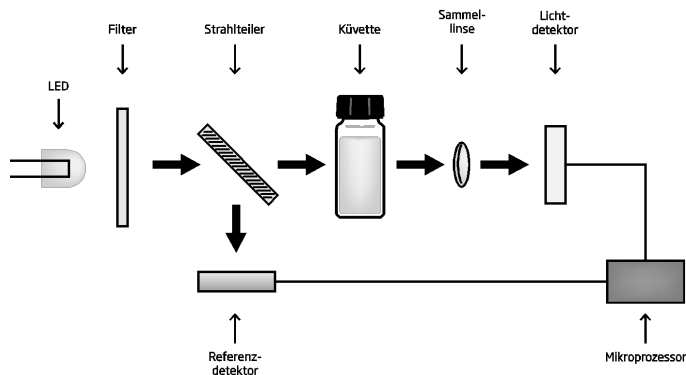 Filter
Strahlteiler
Küvette
Sammel-
linse
Licht-
detektor
LED
Referenz-
detektor
Mikroprozessor